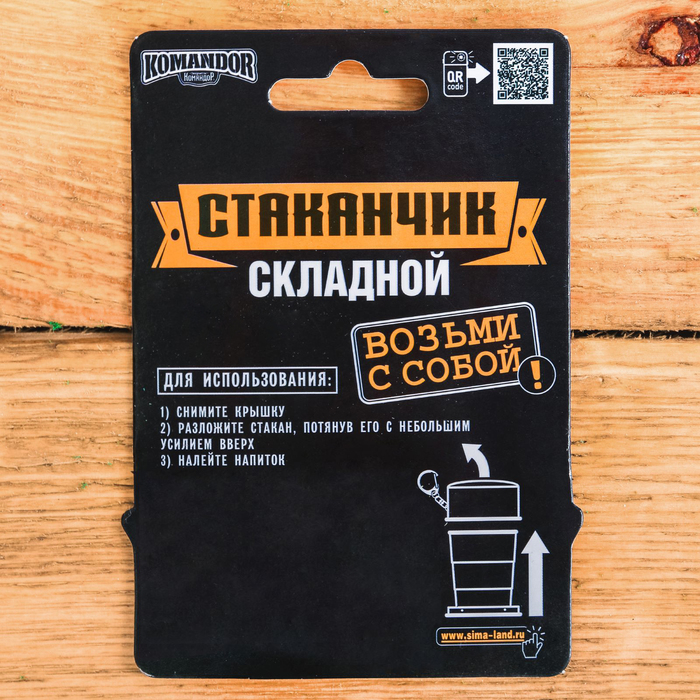 KOMANDOR
КОМАНДОР
QR
code
СТАКАНЧИК
СКЛАДНОЙ
ВОЗЬМИ
С СОБОЙ
!
ДЛЯ ИСПОЛЬЗОВАНИЯ:
1) СНИМИТЕ КРЫШКУ
2) РАЗЛОЖИТЕ СТАКАН, ПОТЯНУВ ЕГО С НЕБОЛЬШИМ
УСИЛИЕМ ВВЕРХ
3) НАЛЕЙТЕ НАПИТОК
www.sima-land.ru